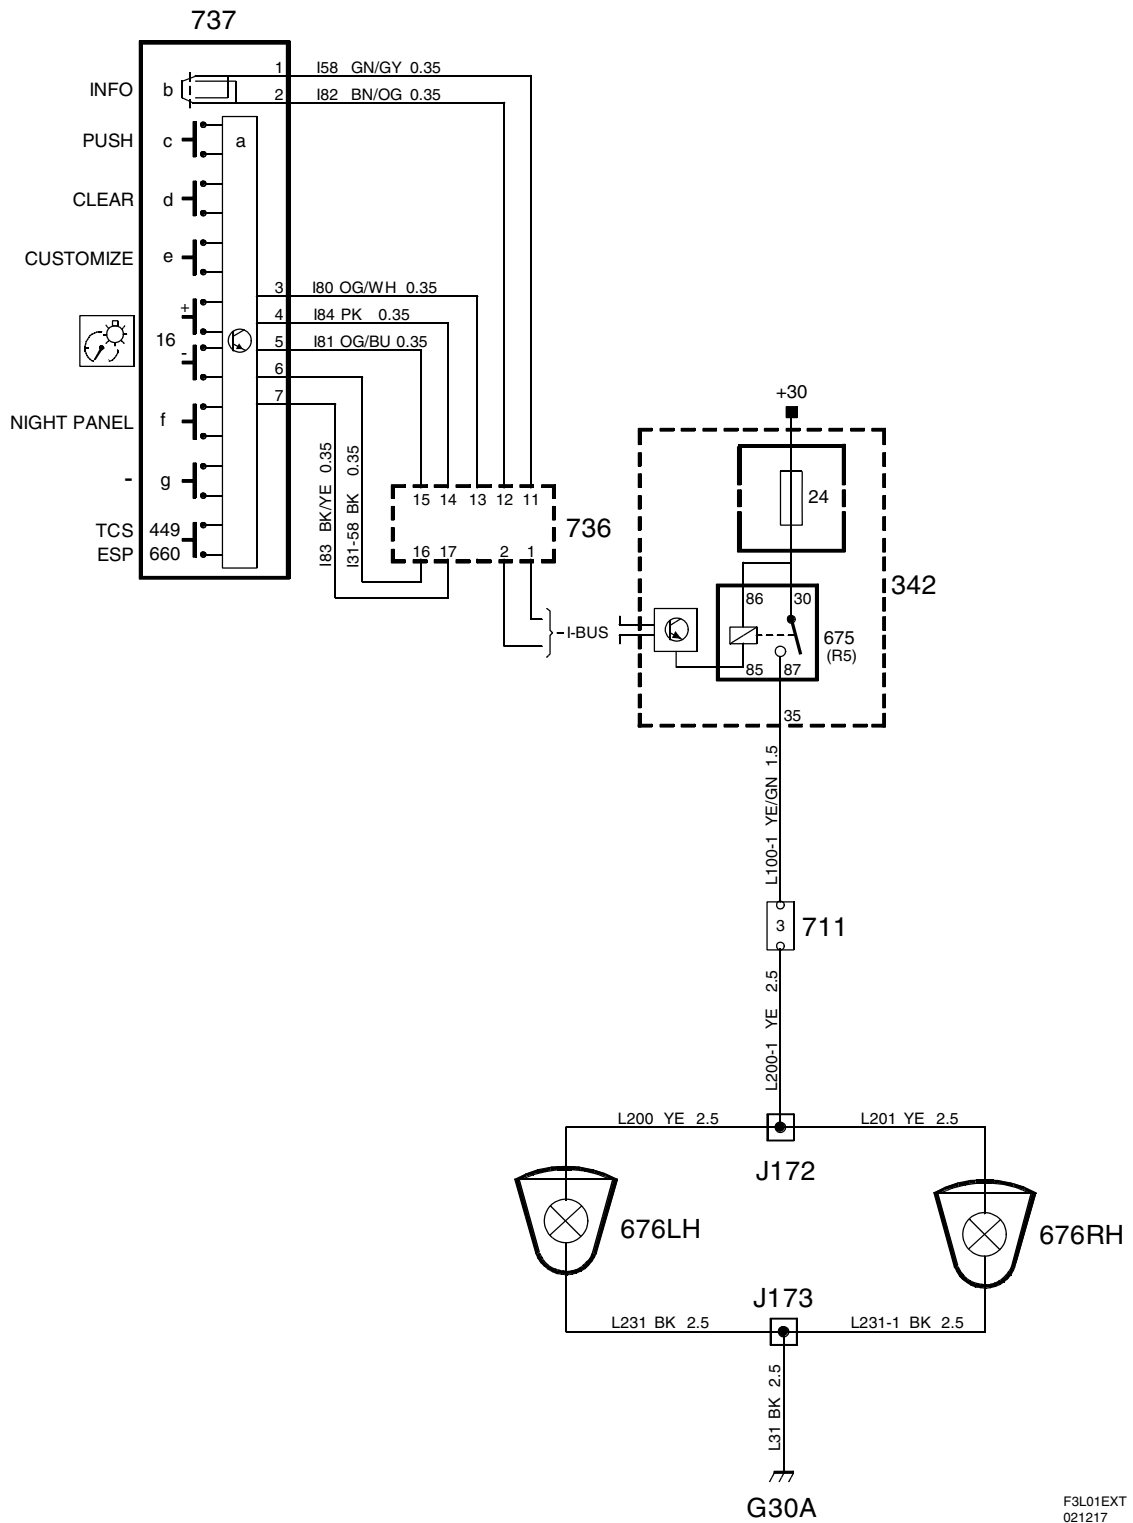 737
1 I58 GN/GY 0.35
INFO b
2 I82 BN/OG 0.35
PUSH c a
CLEAR d
CUSTOMIZE e
3 I80 OG/WH 0.35
+
4 I84 PK 0.35
16
5 I81 OG/BU 0.35
-
6
7
NIGHT PANEL f
- g
TCS 449
ESP 660
I83 BK/YE 0.35
I31-58 BK 0.35
15 14 13 12 11
736
16 17 2 1
I-BUS
+30
24
342
86 30
675
(R5)
85 87
35
L100-1 YE/GN 1.5
3 711
L200-1 YE 2.5
L200 YE 2.5
L201 YE 2.5
J172
676LH
676RH
J173
L231 BK 2.5
L231-1 BK 2.5
L31 BK 2.5
G30A
F3L01EXT
021217